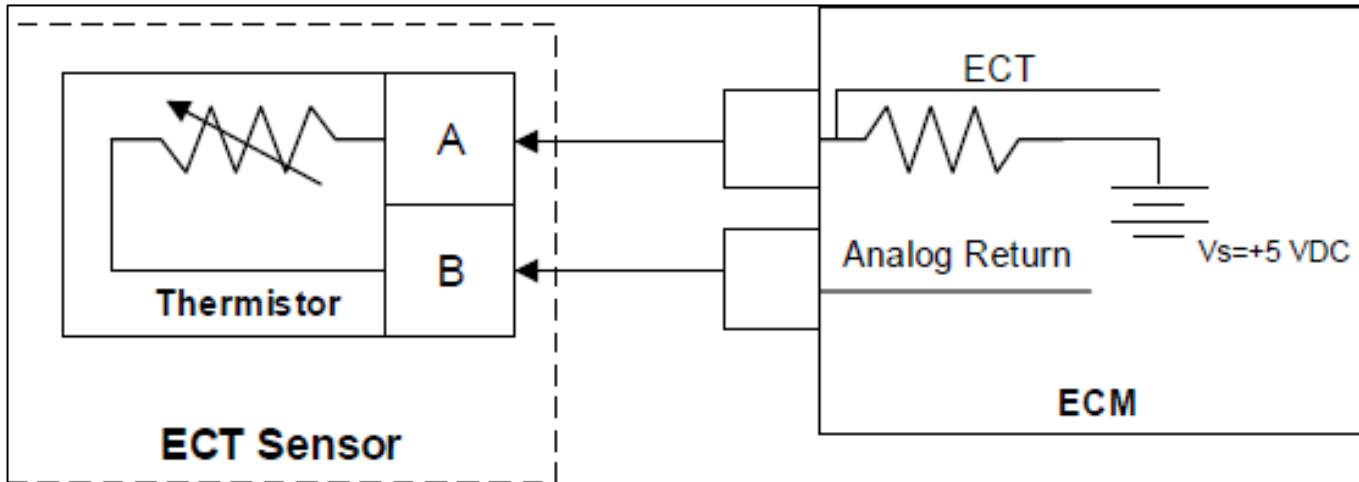 ECT
A
B
Thermistor
Analog Return
Vs=+5 VDC
ECM
ECT Sensor